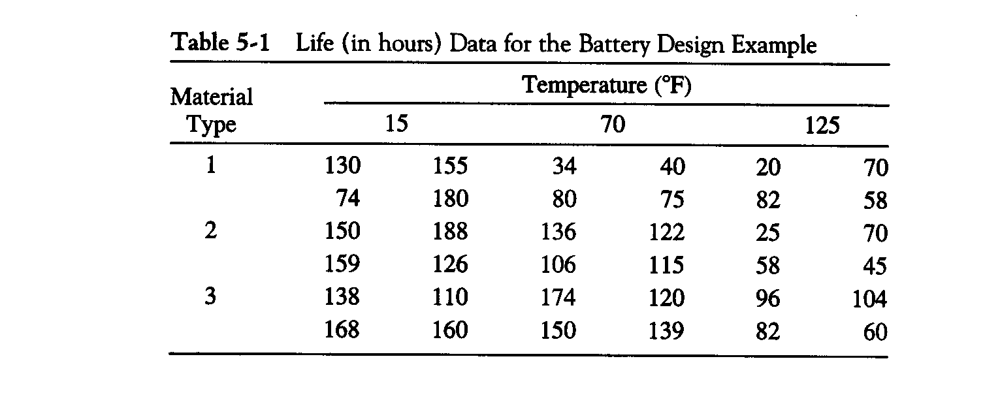 Table 5-1 Life (in hours) Data for the Battery Design Example
Material Type Temperature (°F)
15 70 125
1 130 155 34 40 20 70
74 180 80 75 82 58
2 150 188 136 122 25 70
159 126 106 115 58 45
3 138 110 174 120 96 104
168 160 150 139 82 60